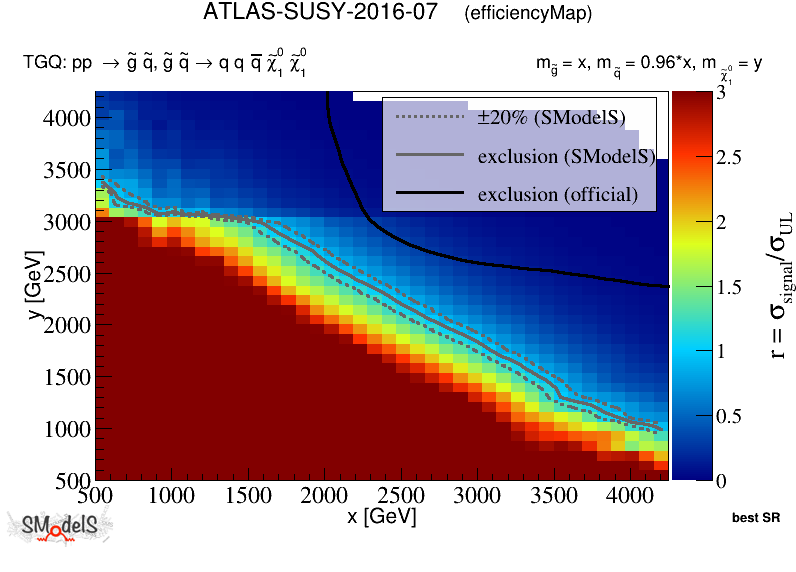 ATLAS-SUSY-2016-07 (efficiencyMap)
TGQ: pp → g̃ q̃, g̃ q̃ → q q q̅ χ̃₁⁰ χ̃₁⁰ m_g̃ = x, m_q̃ = 0.96*x, m_χ̃₁⁰ = y
±20% (SModelS)
exclusion (SModelS)
exclusion (official)
4000
3500
3000
2500
2000
1500
1000
500
y [GeV]
500 1000 1500 2000 2500 3000 3500 4000
x [GeV]
3
2.5
2
1.5
1
0.5
0
r = σ_signal/σ_UL
SModelS
best SR